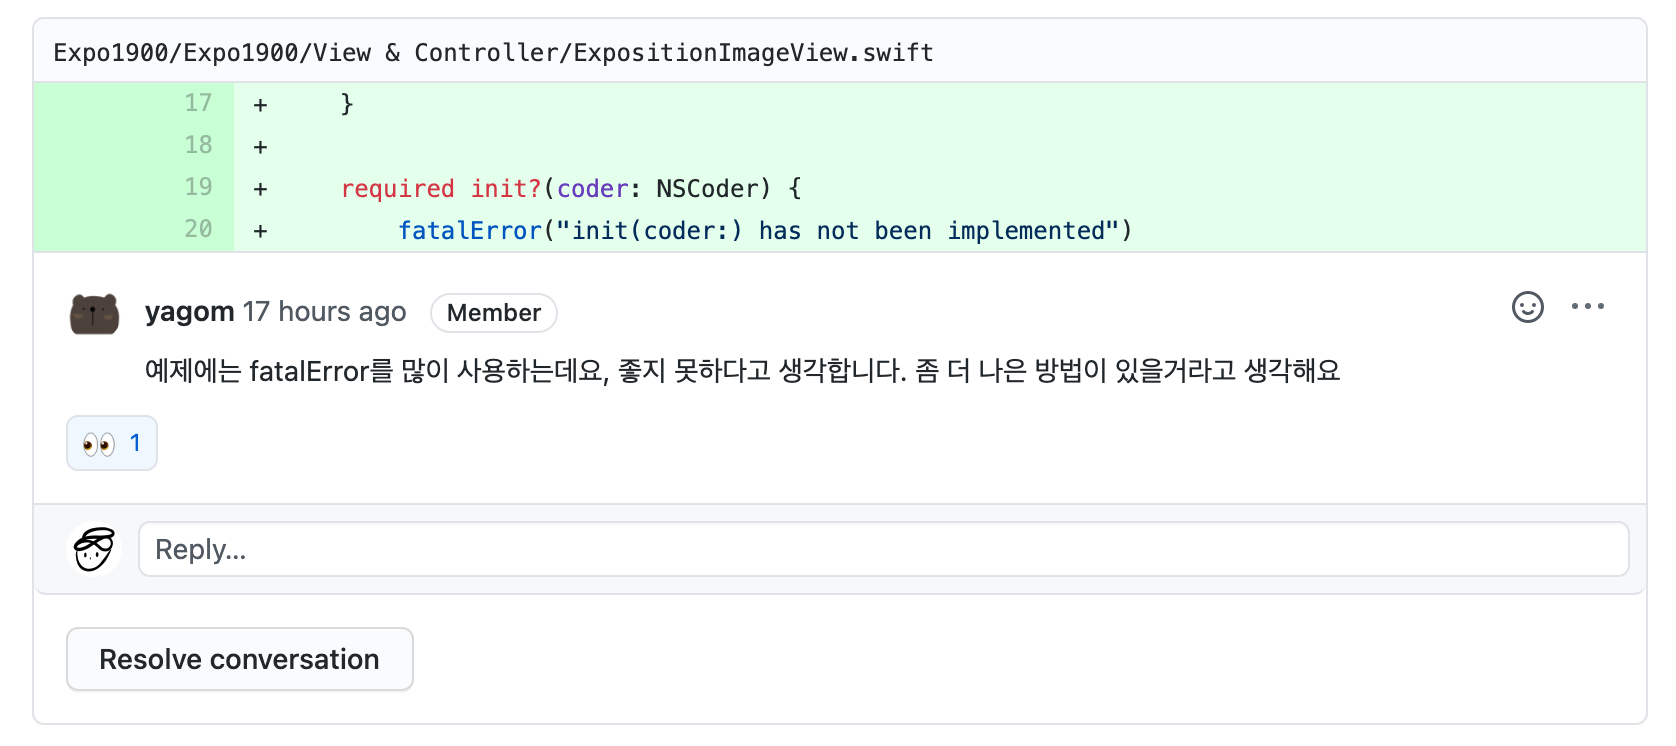 Expo1900/Expo1900/View & Controller/ExpositionImageView.swift
17 + }
18 +
19 + required init?(coder: NSCoder) {
20 + fatalError("init(coder:) has not been implemented")
yagom 17 hours ago Member
예제에는 fatalError를 많이 사용하는데요, 좋지 못하다고 생각합니다. 좀 더 나은 방법이 있을거라고 생각해요
👀 1
Reply...
Resolve conversation